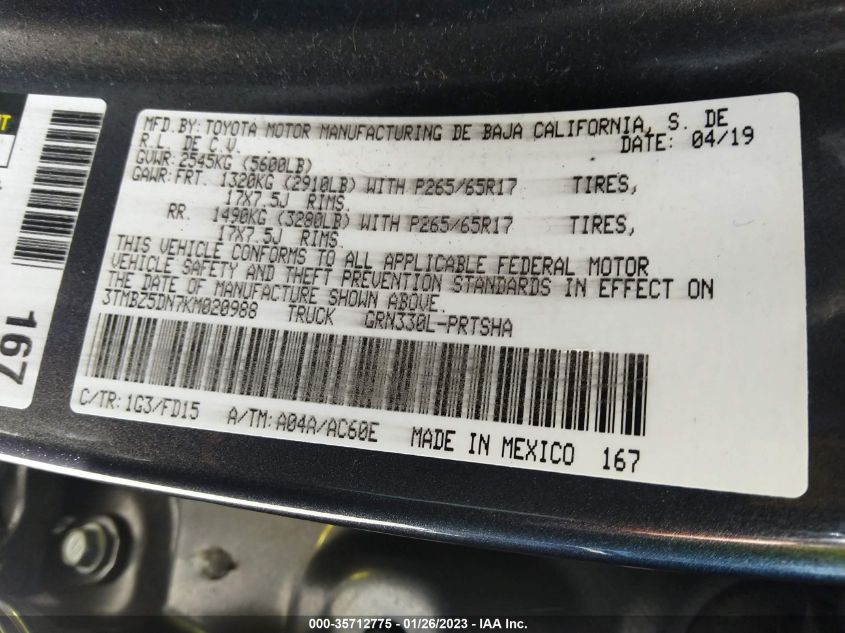 MFD. BY: TOYOTA MOTOR MANUFACTURING DE BAJA CALIFORNIA, S. DE
R.L. DE C.V. DATE: 04/19
GVWR: 2545KG (5600LB)
GAWR: FRT. 1320KG (2910LB) WITH P265/65R17 TIRES,
17X7.5J RIMS.
RR. 1490KG (3280LB) WITH P265/65R17 TIRES,
17X7.5J RIMS.
THIS VEHICLE CONFORMS TO ALL APPLICABLE FEDERAL MOTOR
VEHICLE SAFETY AND THEFT PREVENTION STANDARDS IN EFFECT ON
THE DATE OF MANUFACTURE SHOWN ABOVE.
3TMBZ5DN7KM020988 TRUCK GRN330L-PRTSHA
C/TR: 1G3/FD15 A/TM: A04A/AC60E MADE IN MEXICO 167
167
000-35712775 - 01/26/2023 - IAA Inc.